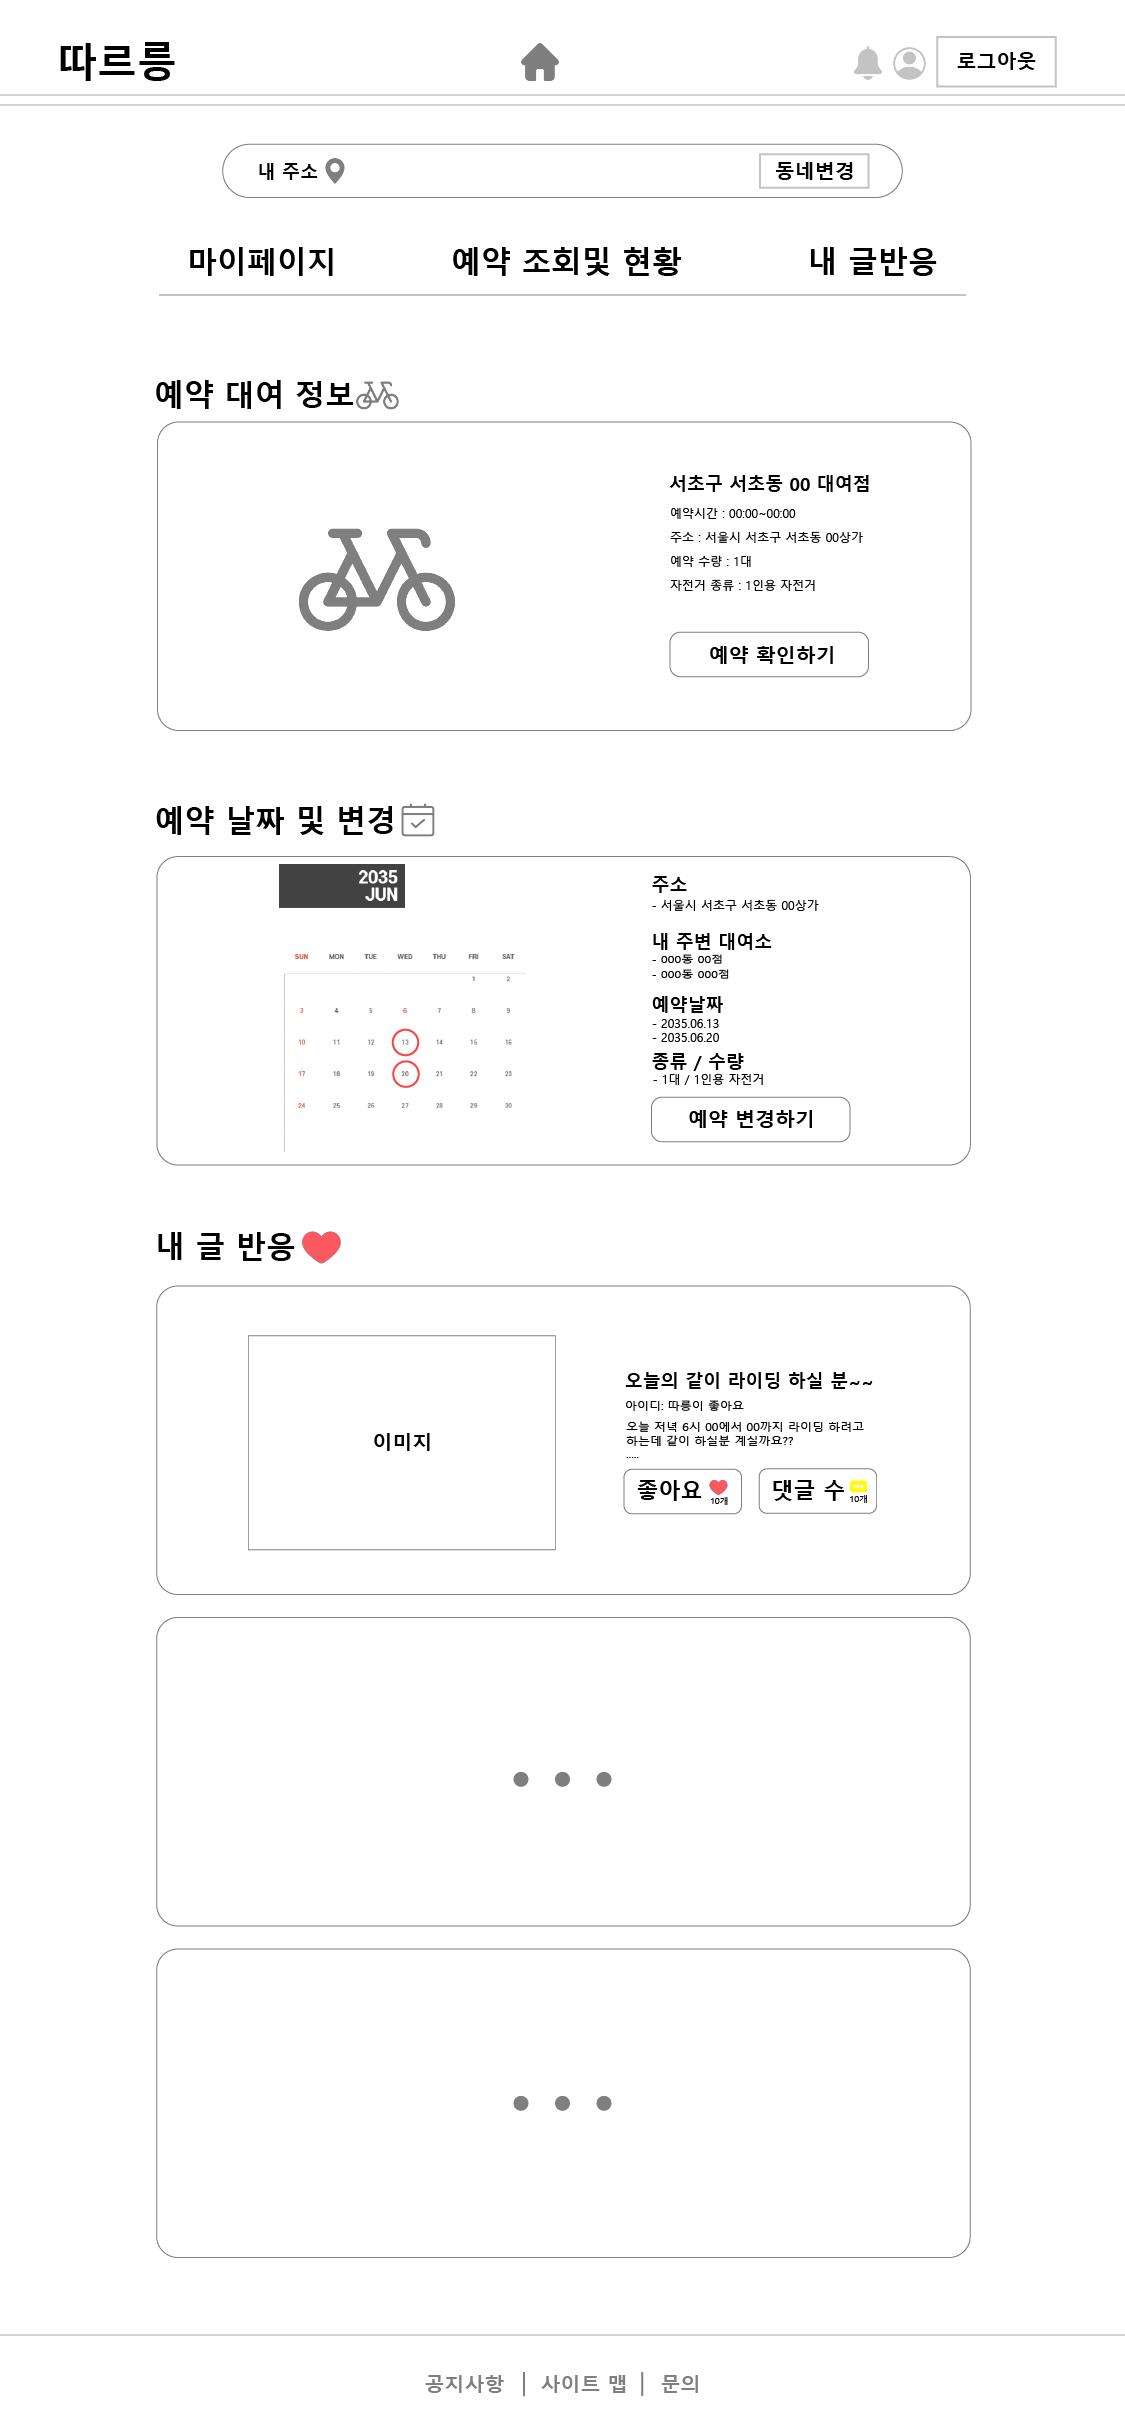 따르릉
로그아웃
내 주소
동네변경
마이페이지
예약 조회및 현황
내 글반응
예약 대여 정보
서초구 서초동 00 대여점
예약시간 : 00:00~00:00
주소 : 서울시 서초구 서초동 00상가
예약 수량 : 1대
자전거 종류 : 1인용 자전거
예약 확인하기
예약 날짜 및 변경
2035
JUN
SUN MON TUE WED THU FRI SAT
1 2
3 4 5 6 7 8 9
10 11 12 13 14 15 16
17 18 19 20 21 22 23
24 25 26 27 28 29 30
주소
- 서울시 서초구 서초동 00상가
내 주변 대여소
- ooo동 oo점
- ooo동 ooo점
예약날짜
- 2035.06.13
- 2035.06.20
종류 / 수량
- 1대 / 1인용 자전거
예약 변경하기
내 글 반응
이미지
오늘의 같이 라이딩 하실 분~~
아이디: 따릉이 좋아요
오늘 저녁 6시 00에서 00까지 라이딩 하려고
하는데 같이 하실분 계실까요??
.....
좋아요
10개
댓글 수
10개
공지사항 | 사이트 맵 | 문의